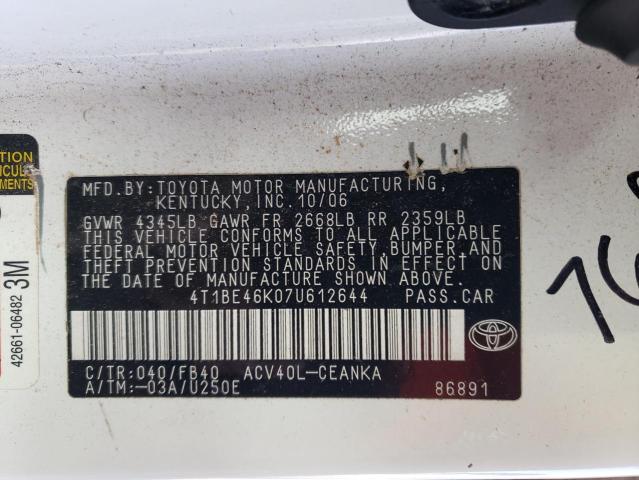 MFD.BY:TOYOTA MOTOR MANUFACTURING,
KENTUCKY, INC.10/06
GVWR 4345LB GAWR FR 2668LB RR 2359LB
THIS VEHICLE CONFORMS TO ALL APPLICABLE
FEDERAL MOTOR VEHICLE SAFETY, BUMPER, AND
THEFT PREVENTION STANDARDS IN EFFECT ON
THE DATE OF MANUFACTURE SHOWN ABOVE.
4T1BE46K07U612644 PASS.CAR
C/TR:040/FB40 ACV40L-CEANKA
A/TM:-03A/U250E 86891
42661-06482 3M
16